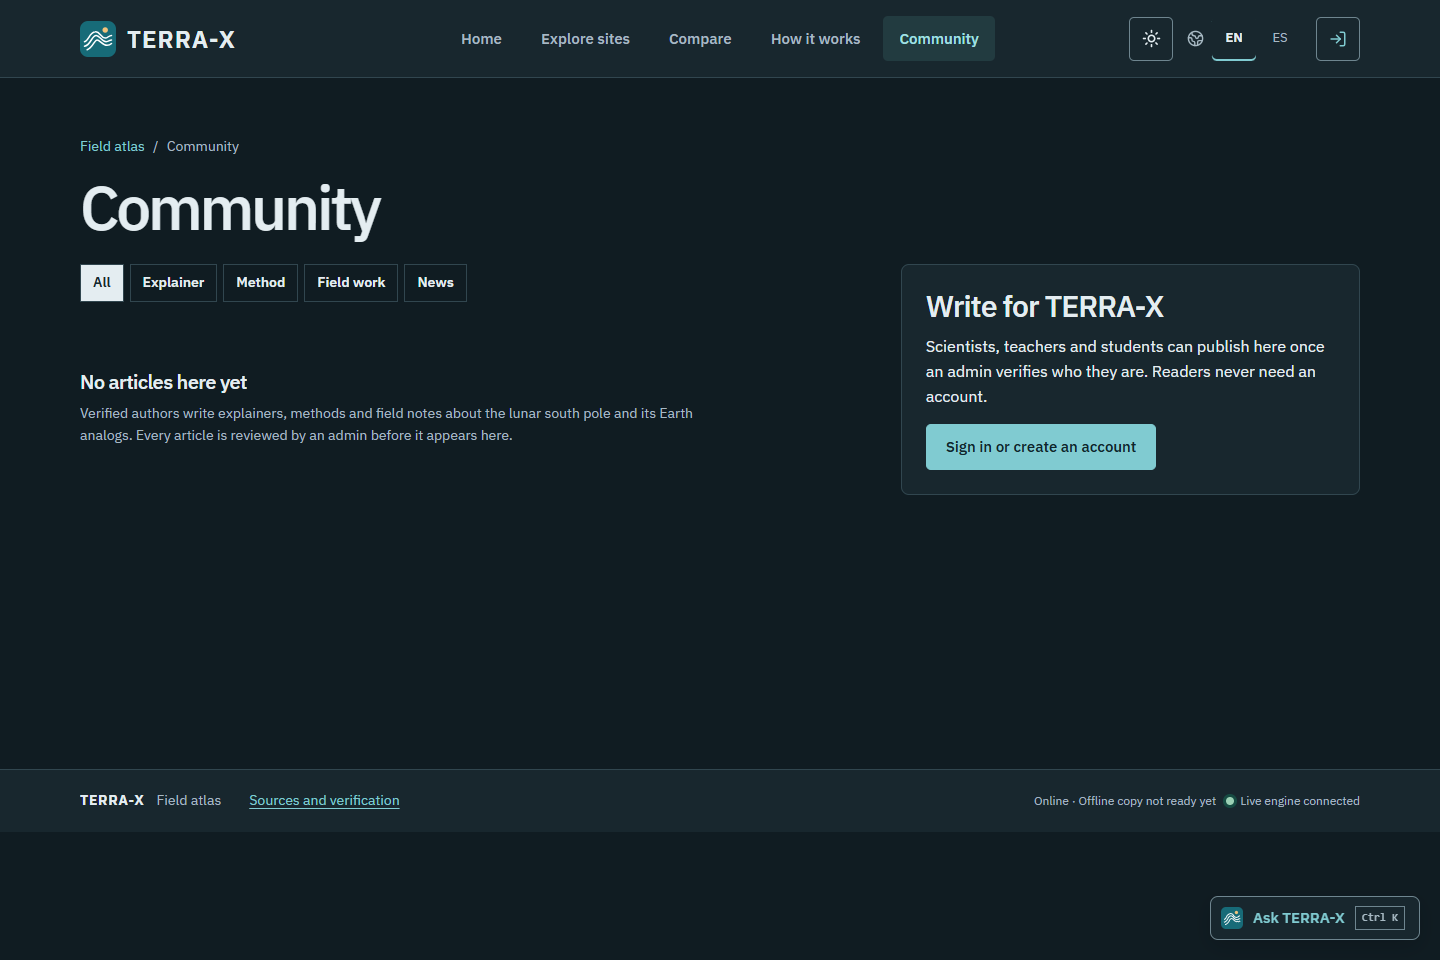 TERRA-X
Home
Explore sites
Compare
How it works
Community
EN
ES
Field atlas / Community
Community
All
Explainer
Method
Field work
News
No articles here yet
Verified authors write explainers, methods and field notes about the lunar south pole and its Earth
analogs. Every article is reviewed by an admin before it appears here.
Write for TERRA-X
Scientists, teachers and students can publish here once
an admin verifies who they are. Readers never need an
account.
Sign in or create an account
TERRA-X Field atlas
Sources and verification
Online · Offline copy not ready yet
Live engine connected
Ask TERRA-X
Ctrl K